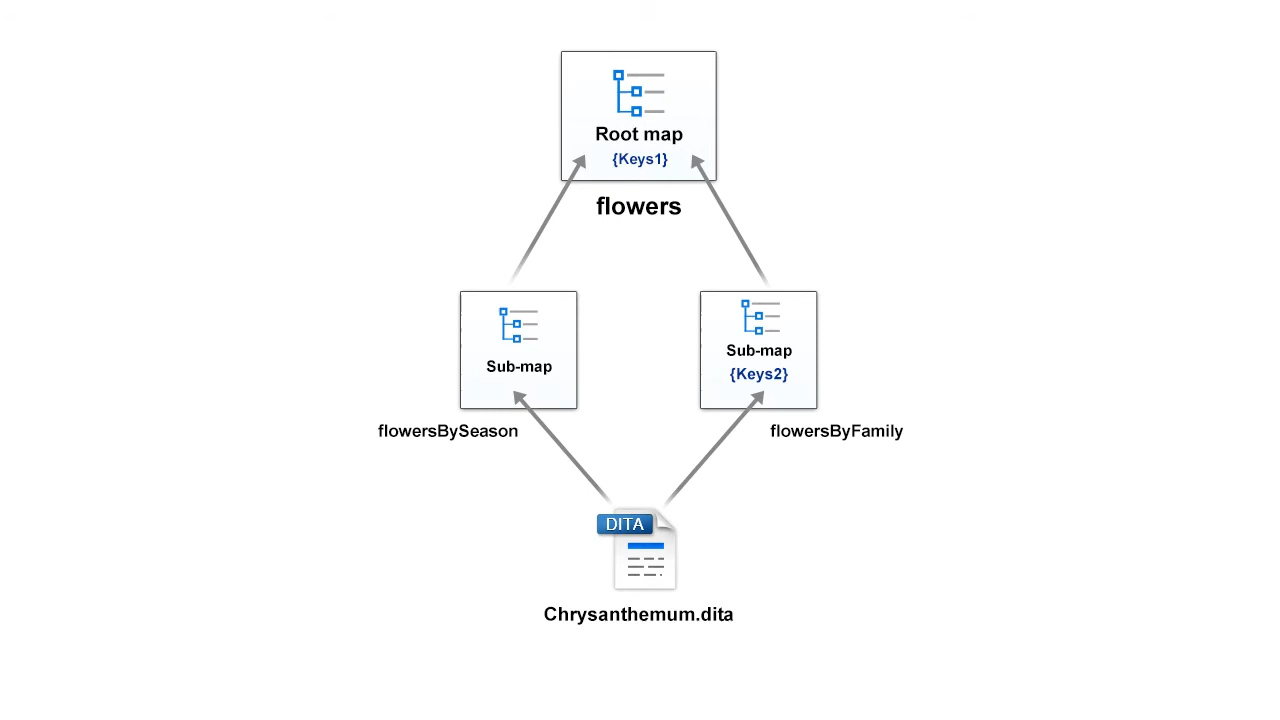 Root map
{Keys1}
flowers
Sub-map
flowersBySeason
Sub-map
{Keys2}
flowersByFamily
DITA
Chrysanthemum.dita